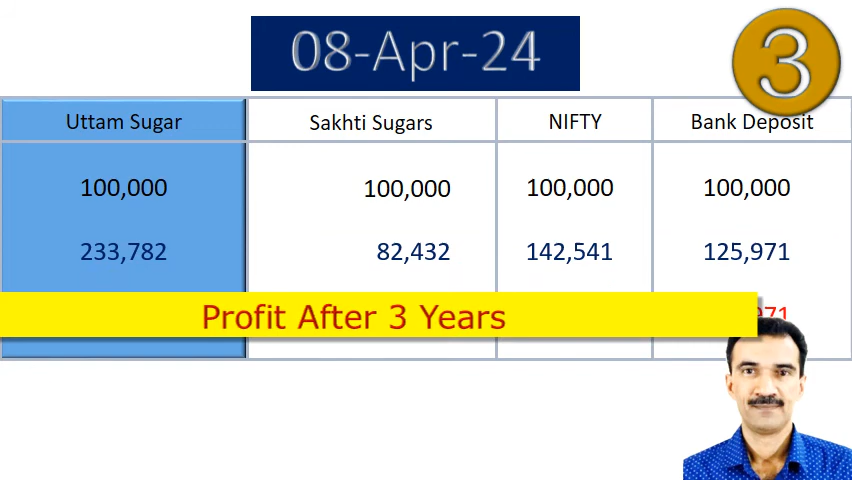 08-Apr-24
3
Uttam Sugar Sakhti Sugars NIFTY Bank Deposit
100,000 100,000 100,000 100,000
233,782 82,432 142,541 125,971
Profit After 3 Years